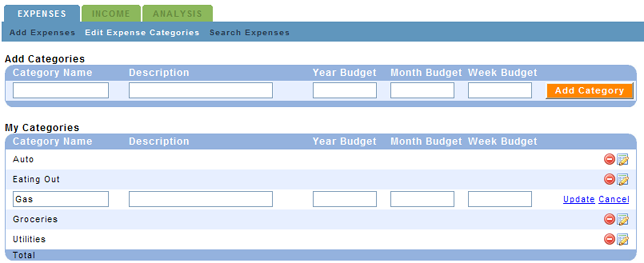 EXPENSES INCOME ANALYSIS
Add Expenses Edit Expense Categories Search Expenses
Add Categories
Category Name Description Year Budget Month Budget Week Budget
Add Category
My Categories
Category Name Description Year Budget Month Budget Week Budget
Auto
Eating Out
Gas Update Cancel
Groceries
Utilities
Total